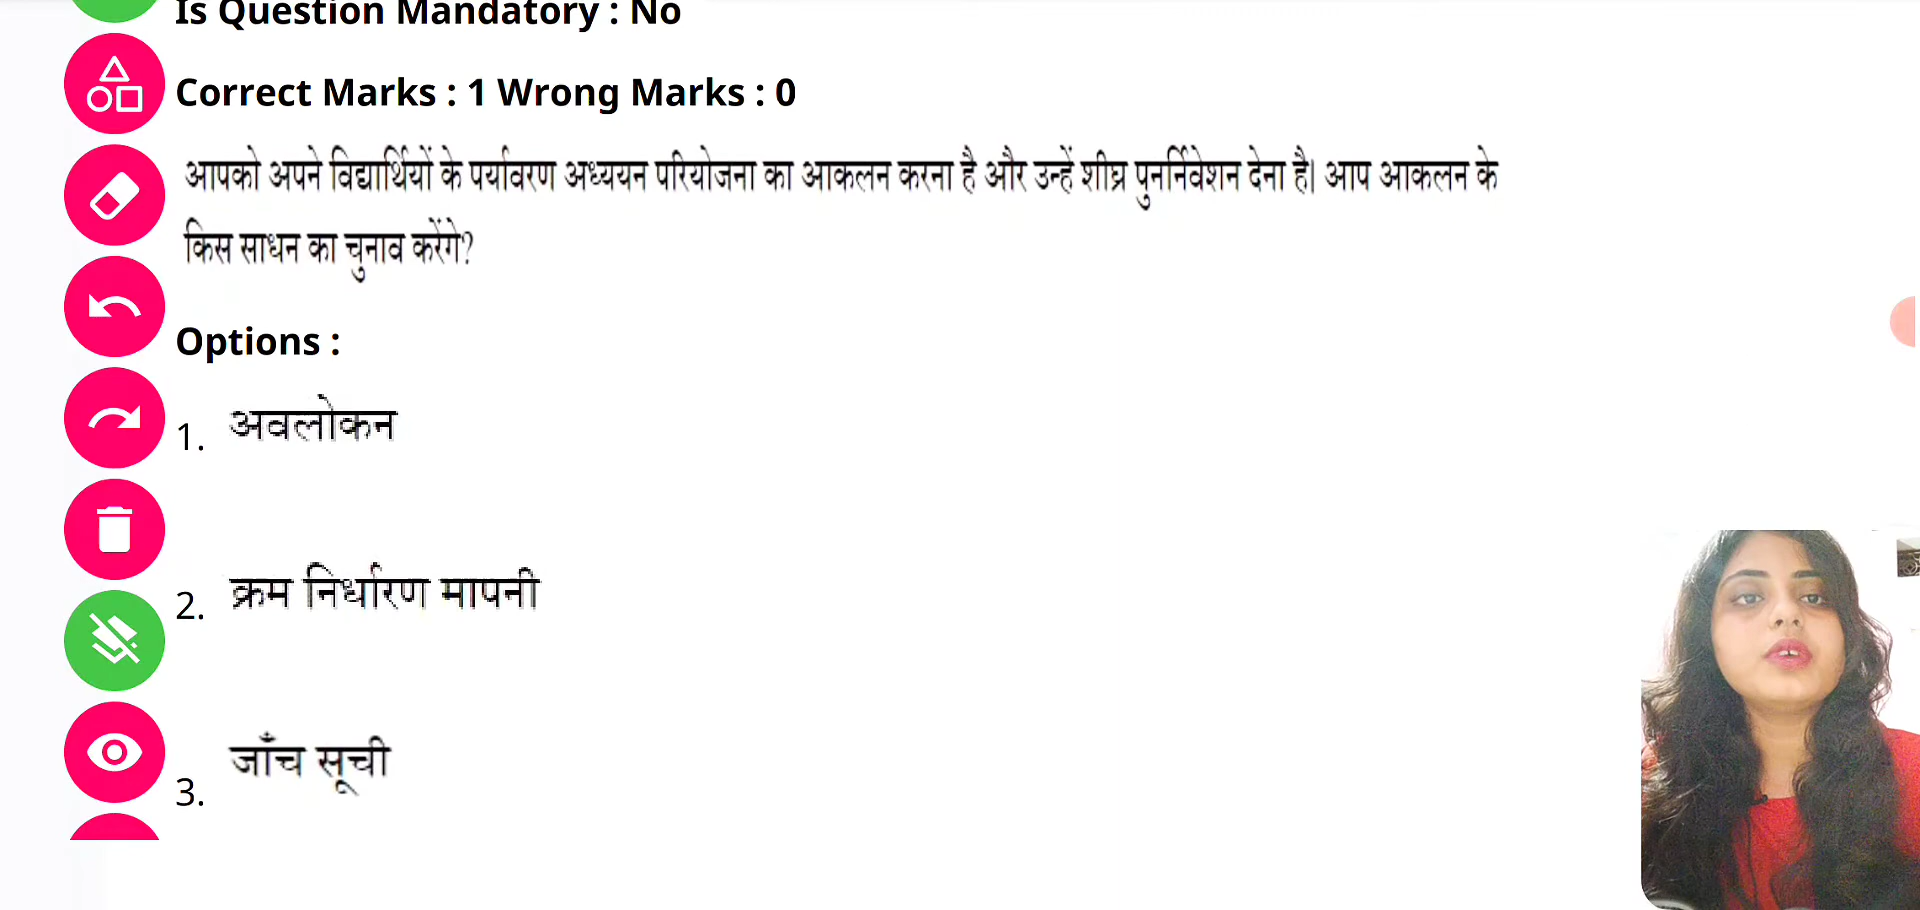 Is Question Mandatory : No
Correct Marks : 1 Wrong Marks : 0
आपको अपने विद्यार्थियों के पर्यावरण अध्ययन परियोजना का आकलन करना है और उन्हें शीघ्र पुनर्निवेशन देना है। आप आकलन के
किस साधन का चुनाव करेंगे?
Options :
1. अवलोकन
2. क्रम निर्धारण मापनी
3. जाँच सूची